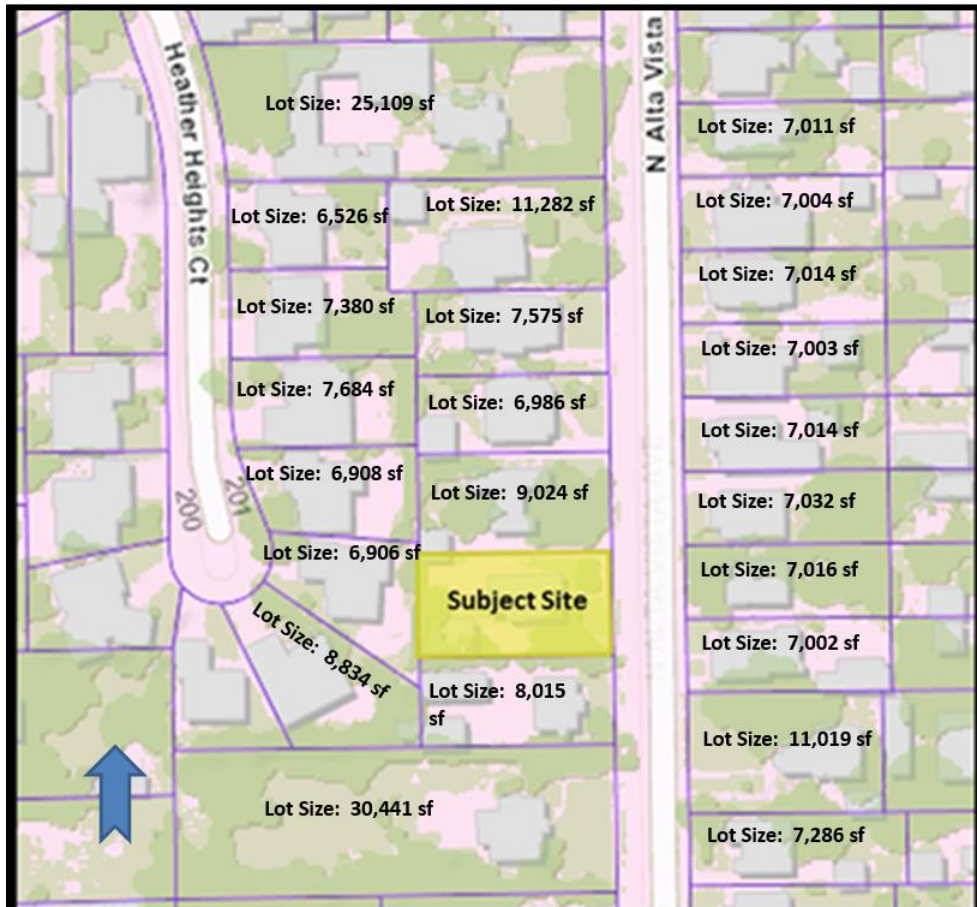 Heather Heights Ct
N Alta Vista
Lot Size: 25,109 sf
Lot Size: 7,011 sf
Lot Size: 6,526 sf
Lot Size: 11,282 sf
Lot Size: 7,004 sf
Lot Size: 7,014 sf
Lot Size: 7,380 sf
Lot Size: 7,575 sf
Lot Size: 7,003 sf
Lot Size: 7,684 sf
Lot Size: 6,986 sf
Lot Size: 7,014 sf
Lot Size: 6,908 sf
Lot Size: 9,024 sf
Lot Size: 7,032 sf
200
201
Lot Size: 6,906 sf
Lot Size: 7,016 sf
Subject Site
Lot Size: 8,834 sf
Lot Size: 7,002 sf
Lot Size: 8,015
sf
Lot Size: 11,019 sf
Lot Size: 30,441 sf
Lot Size: 7,286 sf